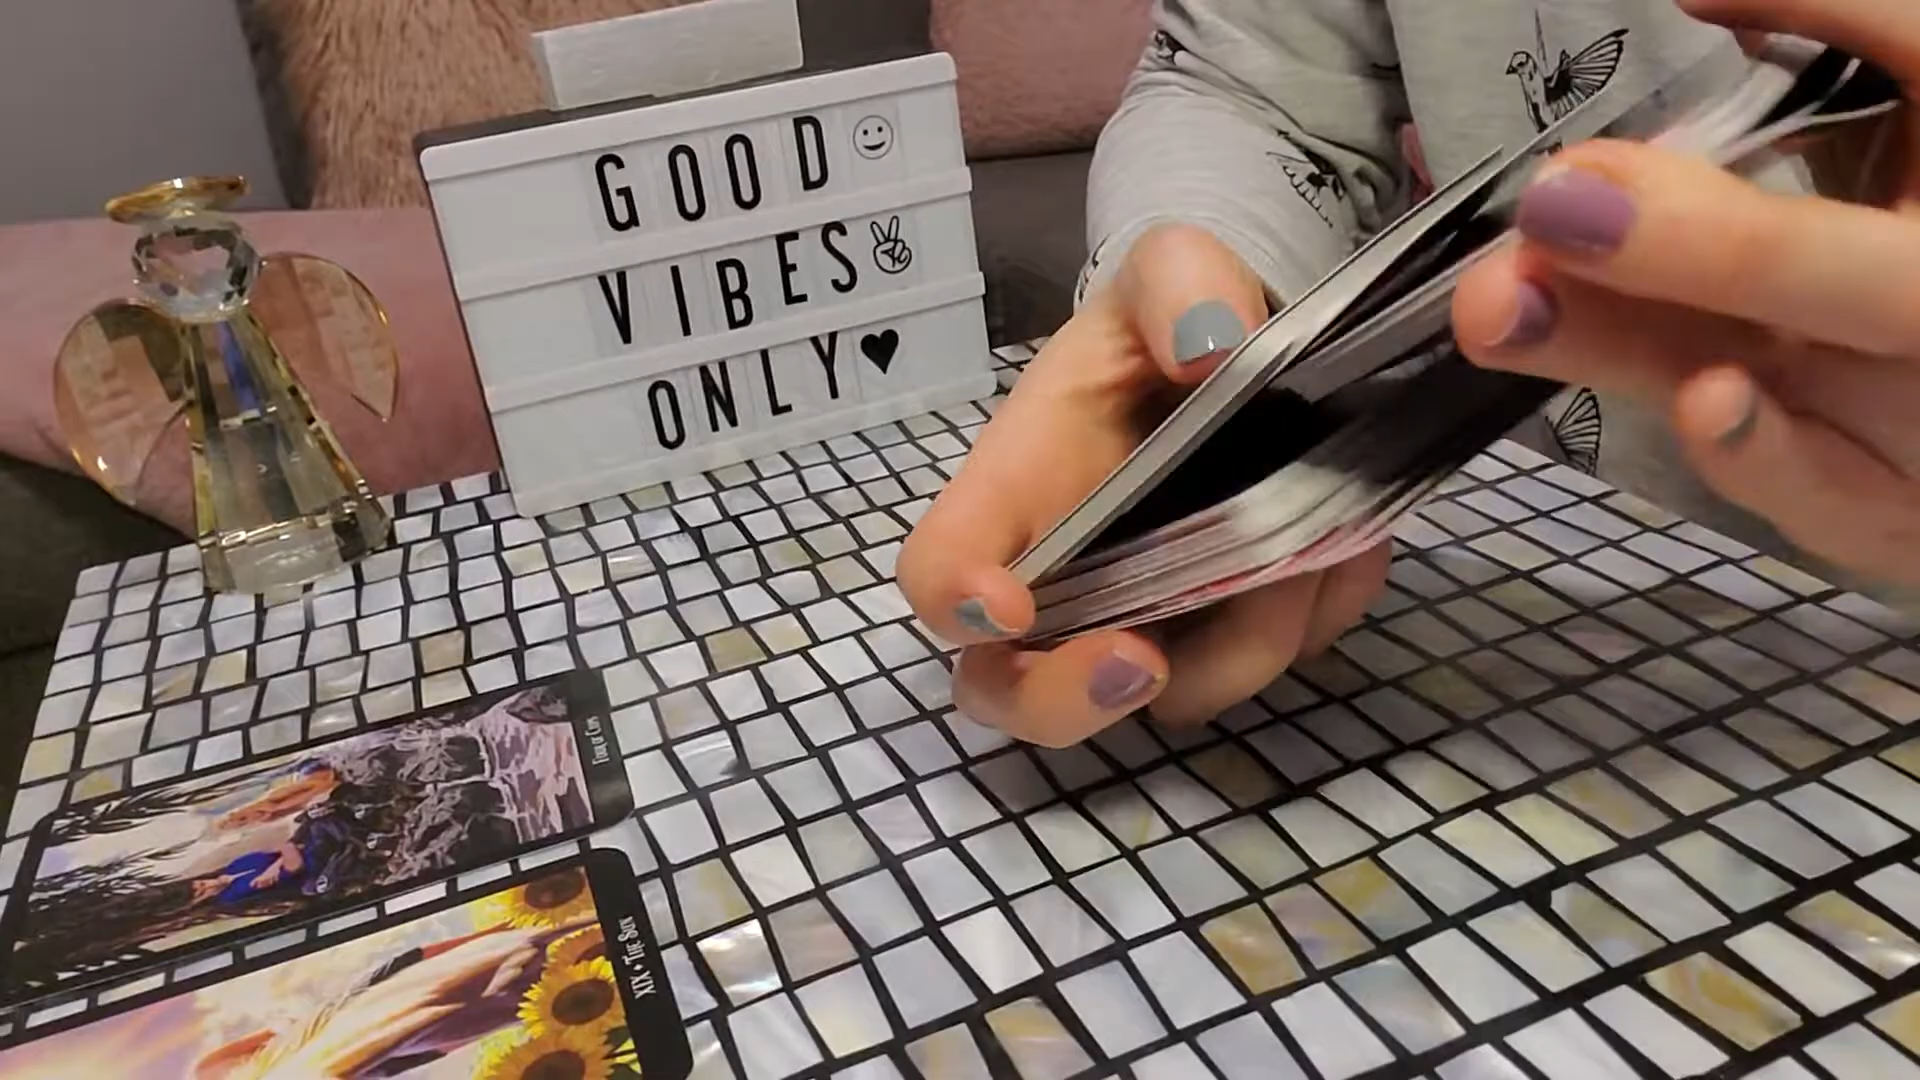 GOOD☺
VIBES✌
ONLY♥
FOUR OF CUPS
XIX • THE SUN